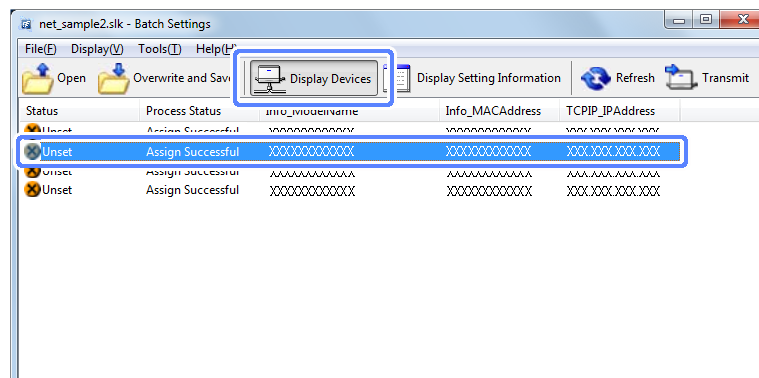 net_sample2.slk - Batch Settings
File(F) Display(V) Tools(T) Help(H)
Open Overwrite and Save Display Devices Display Setting Information Refresh Transmit
Status Process Status Info_ModelName Info_MACAddress TCPIP_IPAddress
Unset Assign Successful XXXXXXXXXXXX XXXXXXXXXXXX XXX.XXX.XXX.XXX
Unset Assign Successful XXXXXXXXXXXX XXXXXXXXXXXX XXX.XXX.XXX.XXX
Unset Assign Successful XXXXXXXXXXXX XXXXXXXXXXXX XXX.XXX.XXX.XXX
Unset Assign Successful XXXXXXXXXXXX XXXXXXXXXXXX XXX.XXX.XXX.XXX